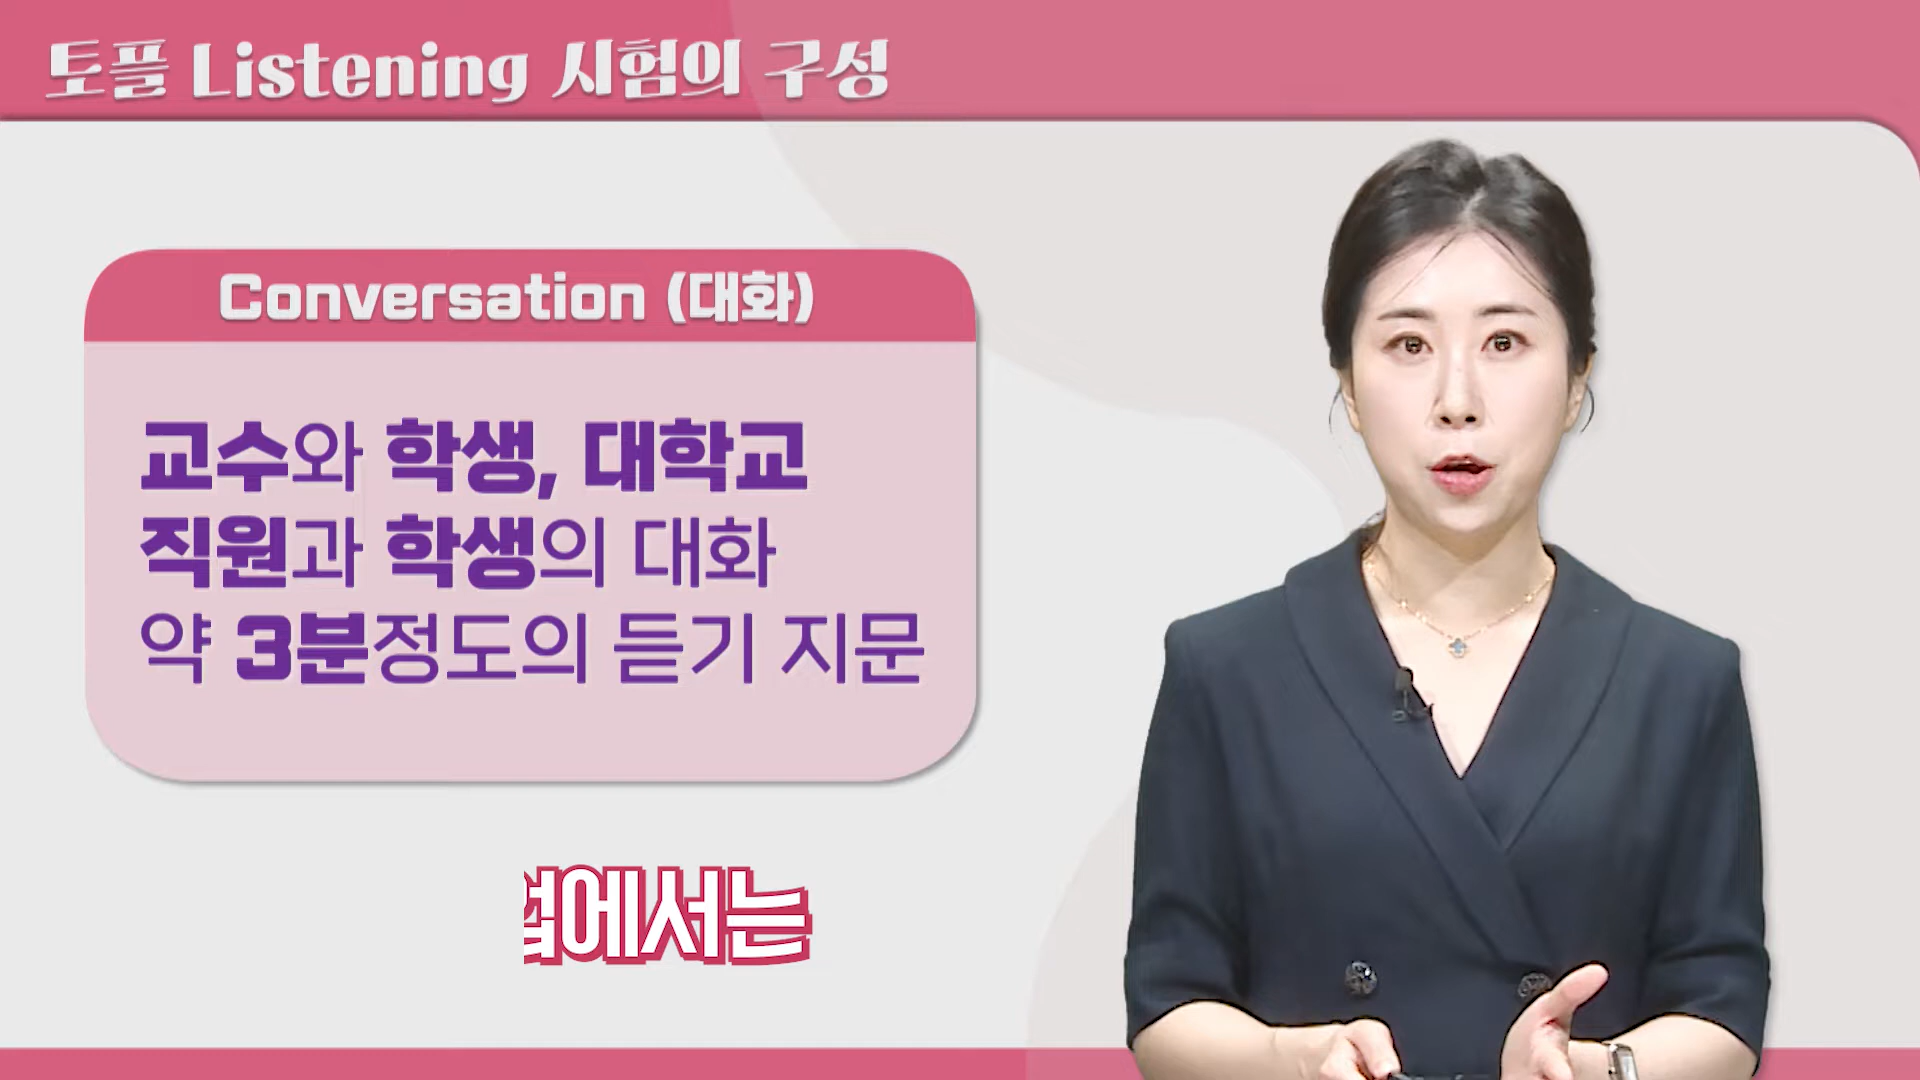 토플 Listening 시험의 구성
Conversation (대화)
교수와 학생, 대학교
직원과 학생의 대화
약 3분정도의 듣기 지문
에서는